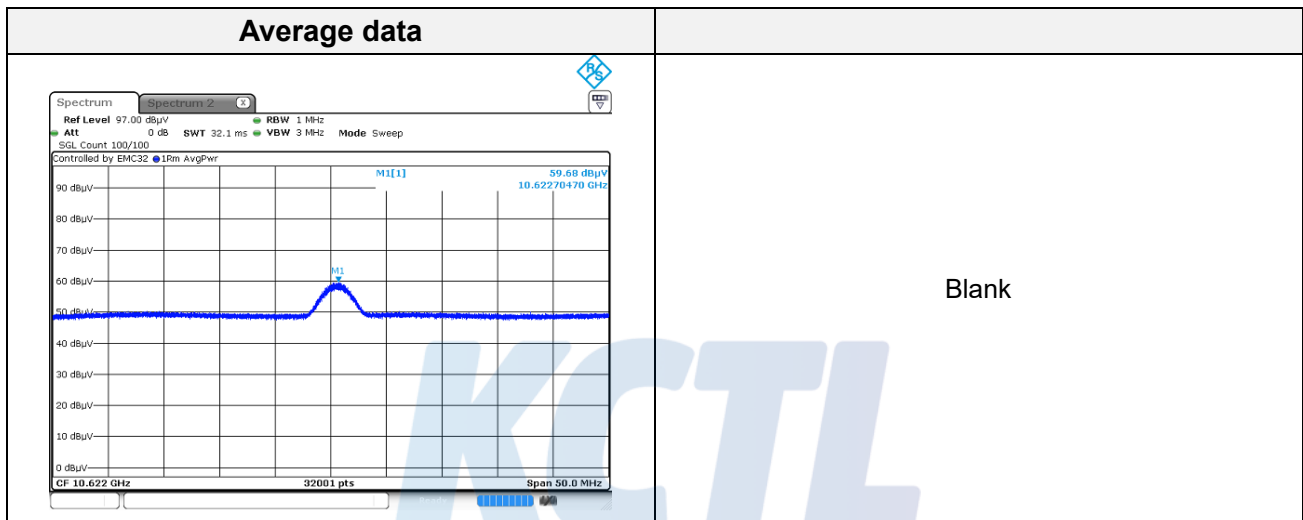 Average data
R&S
Spectrum
Spectrum 2 X
Ref Level 97.00 dBµV RBW 1 MHz
Att 0 dB SWT 32.1 ms VBW 3 MHz Mode Sweep
SGL Count 100/100
Controlled by EMC32 1Rm AvgPwr
M1[1] 59.68 dBµV
10.62270470 GHz
90 dBµV
80 dBµV
70 dBµV
M1
60 dBµV
50 dBµV
40 dBµV
30 dBµV
20 dBµV
10 dBµV
0 dBµV
CF 10.622 GHz 32001 pts Span 50.0 MHz
Blank
KCTL